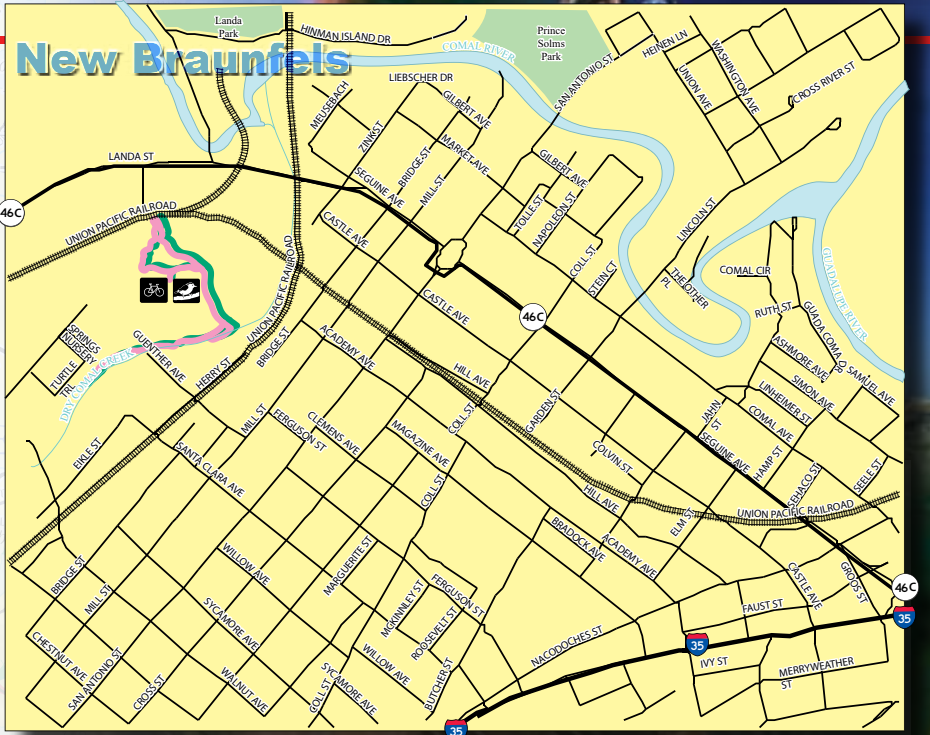 Landa
Park
HINMAN ISLAND DR
Prince
Solms
Park
HEINEN LN
WASHINGTON AVE
New Braunfels
COMAL RIVER
SAN ANTONIO ST
UNION AVE
CROSS RIVER ST
LIEBSCHER DR
MEUSEBACH
GILBERT AVE
ZINK ST
MARKET AVE
LANDA ST
BRIDGE ST
GILBERT AVE
SEGUINE AVE
MILL ST
TOLLE ST
NAPOLEON ST
LINCOLN ST
46C
UNION PACIFIC RAILROAD
CASTLE AVE
COLL ST
STEIN CT
THE OTHER
PL
COMAL CIR
UNION PACIFIC RAILROAD
GUADALUPE RIVER
CASTLE AVE
46C
RUTH ST
GUADA COMA DR
SPRINGS
NURSERY
TURTLE
TRL
GUENTHER AVE
BRIDGE ST
ACADEMY AVE
ASHMORE AVE
SAMUEL AVE
DRY COMAL CREEK
HERRY ST
HILL AVE
SIMON AVE
LINHEIMER ST
MILL ST
FERGUSON ST
CLEMENS AVE
MAGAZINE AVE
COLL ST
GARDEN ST
JAHN
ST
COMAL AVE
EIKLE ST
SANTA CLARA AVE
COLVIN ST
SEGUINE AVE
HAMP ST
SEHACO ST
SEELE ST
COLL ST
HILL AVE
UNION PACIFIC RAILROAD
ELM ST
BRADOCK AVE
ACADEMY AVE
WILLOW AVE
MARGUERITE ST
BRIDGE ST
MILL ST
CASTLE AVE
GROOS ST
46C
SYCAMORE AVE
MCKINNLEY ST
FERGUSON ST
ROOSEVELT ST
FAUST ST
35
NACODOCHES ST
35
CHESTNUT AVE
SAN ANTONIO ST
CROSS ST
WALNUT AVE
COLL ST
SYCAMORE AVE
WILLOW AVE
BUTCHER ST
IVY ST
MERRYWEATHER
ST
35